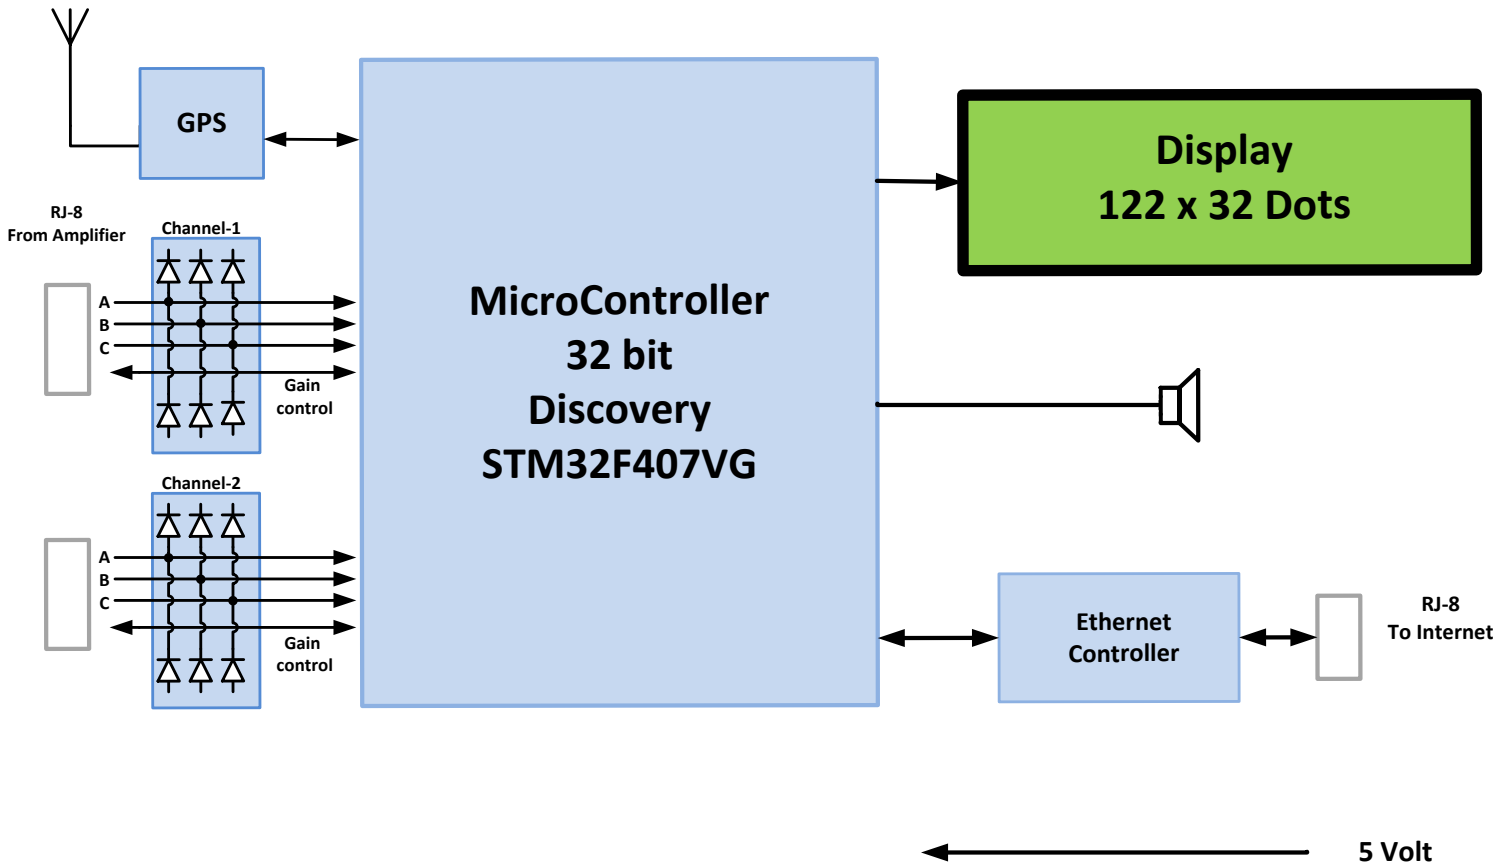 GPS
RJ-8
From Amplifier
Channel-1
A
B
C
Gain
control
Channel-2
A
B
C
Gain
control
MicroController
32 bit
Discovery
STM32F407VG
Display
122 x 32 Dots
Ethernet
Controller
RJ-8
To Internet
5 Volt